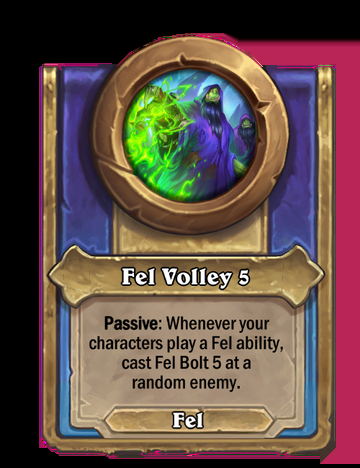 Fel Volley 5
Passive: Whenever your
characters play a Fel ability,
cast Fel Bolt 5 at a
random enemy.
Fel